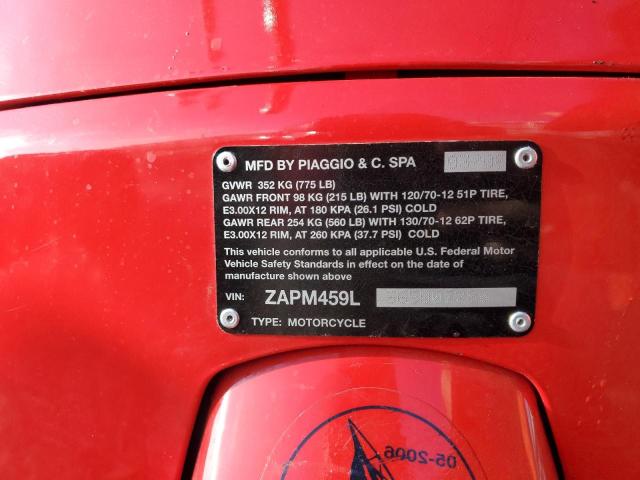 MFD BY PIAGGIO & C. SPA
GVWR 352 KG (775 LB)
GAWR FRONT 98 KG (215 LB) WITH 120/70-12 51P TIRE,
E3.00X12 RIM, AT 180 KPA (26.1 PSI) COLD
GAWR REAR 254 KG (560 LB) WITH 130/70-12 62P TIRE,
E3.00X12 RIM, AT 260 KPA (37.7 PSI) COLD
This vehicle conforms to all applicable U.S. Federal Motor
Vehicle Safety Standards in effect on the date of
manufacture shown above
VIN: ZAPM459L
TYPE: MOTORCYCLE
05-2006